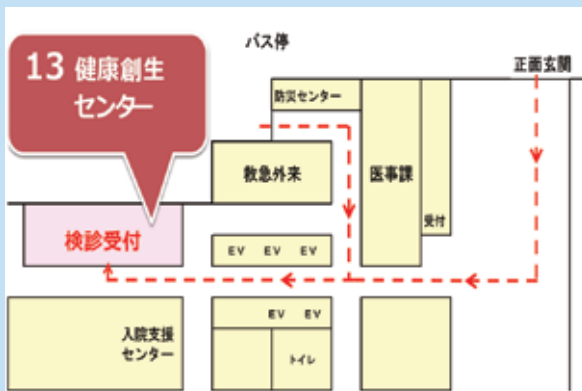 バス停
正面玄関
13 健康創生
センター
防災センター
救急外来
医事課
受付
検診受付
EV EV EV
EV EV
入院支援
センター
トイレ